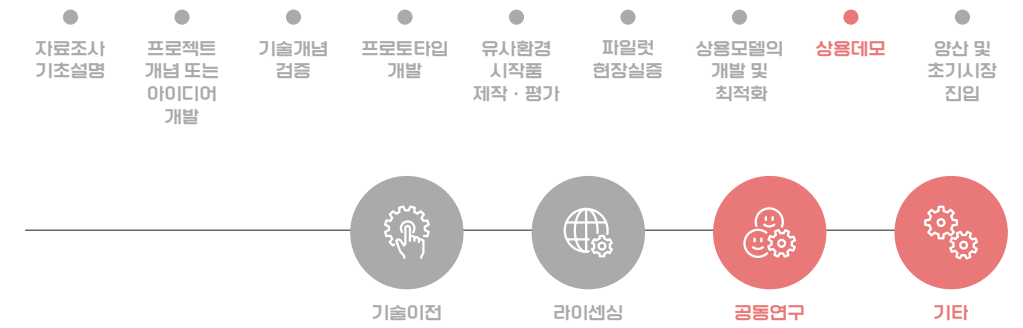 자료조사
기초설명
프로젝트
개념 또는
아이디어
개발
기술개념
검증
프로토타입
개발
유사환경
시작품
제작 · 평가
파일럿
현장실증
상용모델의
개발 및
최적화
상용데모
양산 및
초기시장
진입
기술이전
라이센싱
공동연구
기타